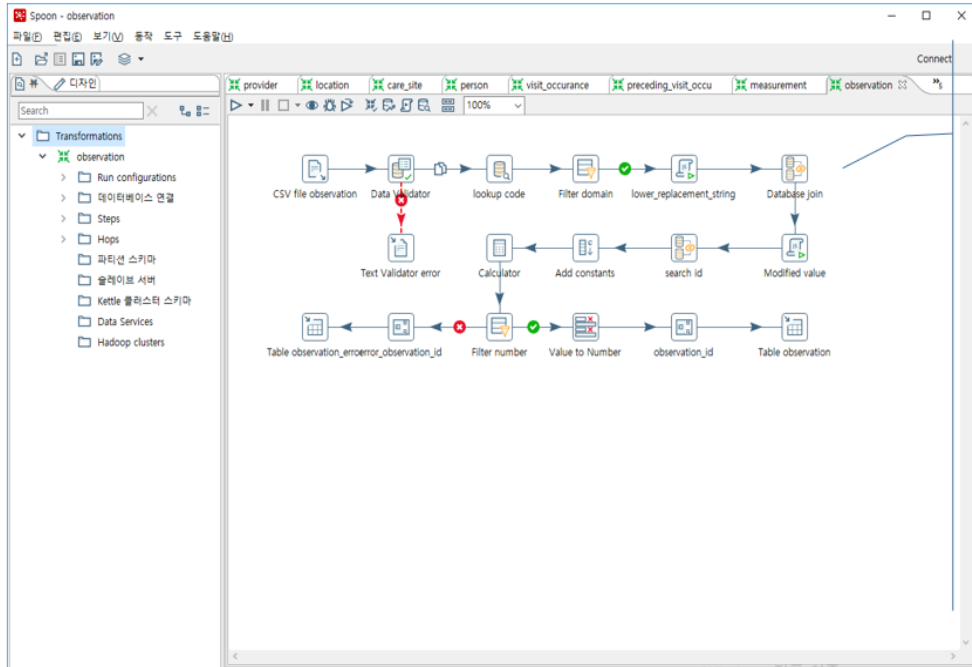 Spoon - observation
파일(F) 편집(E) 보기(V) 동작 도구 도움말(H)
Connect
뷰 디자인
provider location care_site person visit_occurance preceding_visit_occu measurement observation "s
Search 100%
Transformations
observation
Run configurations
데이터베이스 연결
Steps
Hops
파티션 스키마
슬레이브 서버
Kettle 클러스터 스키마
Data Services
Hadoop clusters
CSV file observation Data Validator lookup code Filter domain lower_replacement_string Database join
Text Validator error Calculator Add constants search id Modified value
Table observation_erroerror_observation_id Filter number Value to Number observation_id Table observation